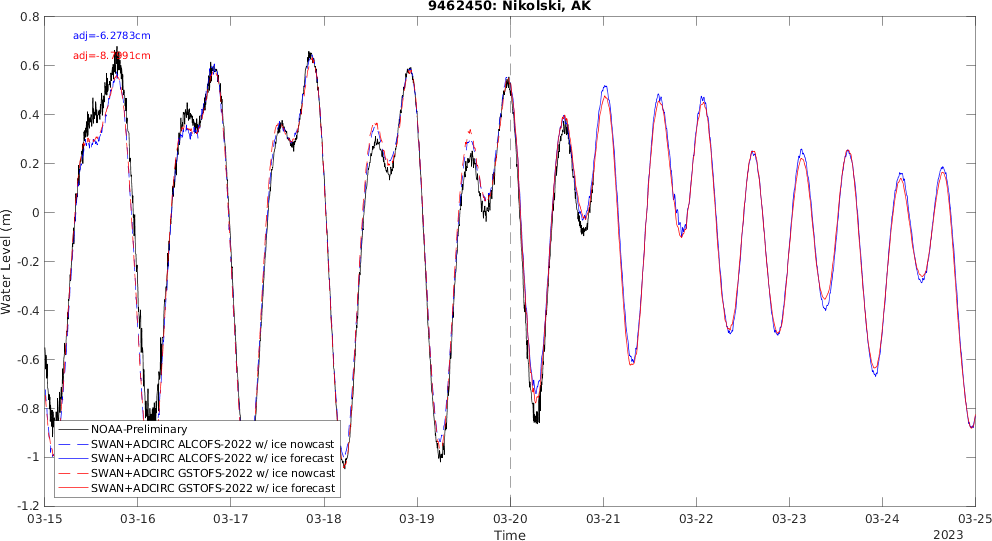 9462450: Nikolski, AK
adj=-6.2783cm
Water Level (m)
0.8
0.6
0.4
0.2
0
-0.2
-0.4
-0.6
-0.8
-1
-1.2
NOAA-Preliminary
SWAN+ADCIRC ALCOFS-2022 w/ ice nowcast
SWAN+ADCIRC ALCOFS-2022 w/ ice forecast
SWAN+ADCIRC GSTOFS-2022 w/ ice nowcast
SWAN+ADCIRC GSTOFS-2022 w/ ice forecast
03-15 03-16 03-17 03-18 03-19 03-20 03-21 03-22 03-23 03-24 03-25
Time
2023